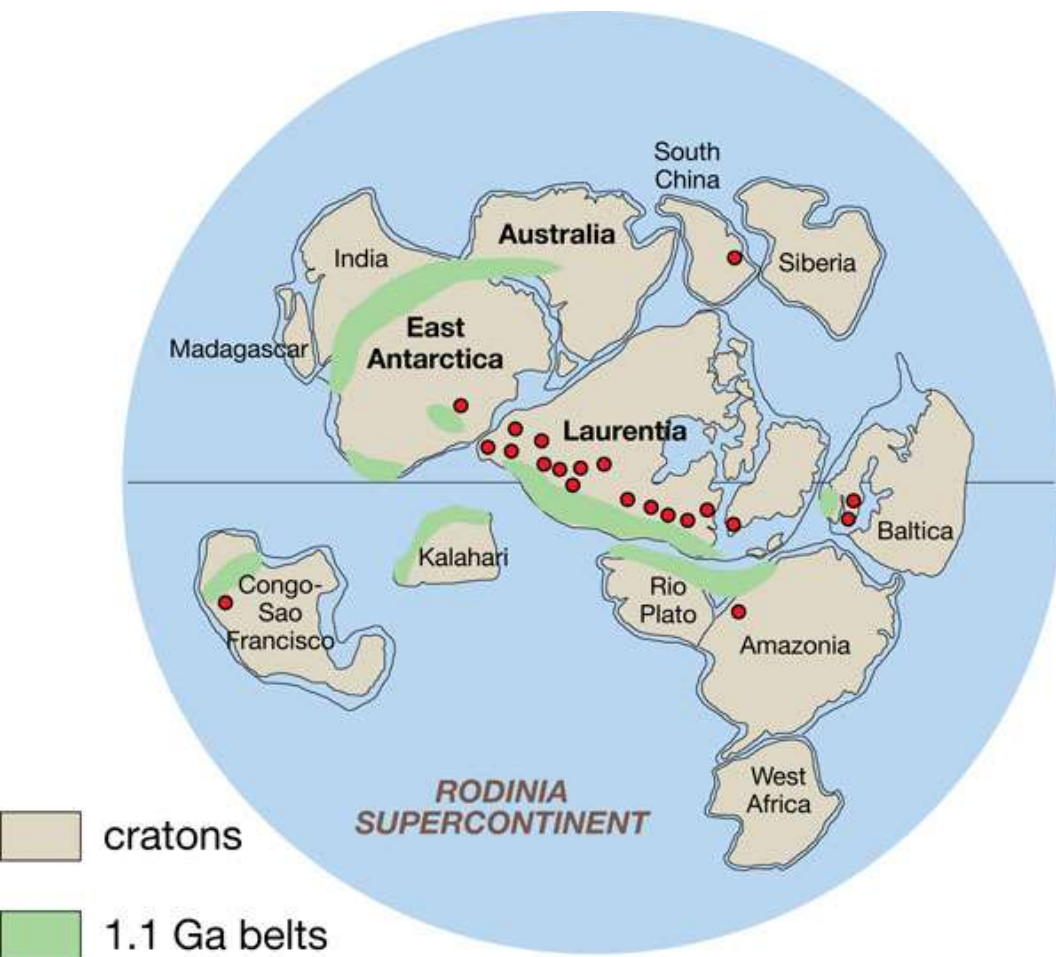 South
China
Australia
India
Siberia
East
Antarctica
Madagascar
Laurentia
Baltica
Kalahari
Congo-
Sao
Francisco
Rio
Plato
Amazonia
West
Africa
RODINIA
SUPERCONTINENT
cratons
1.1 Ga belts